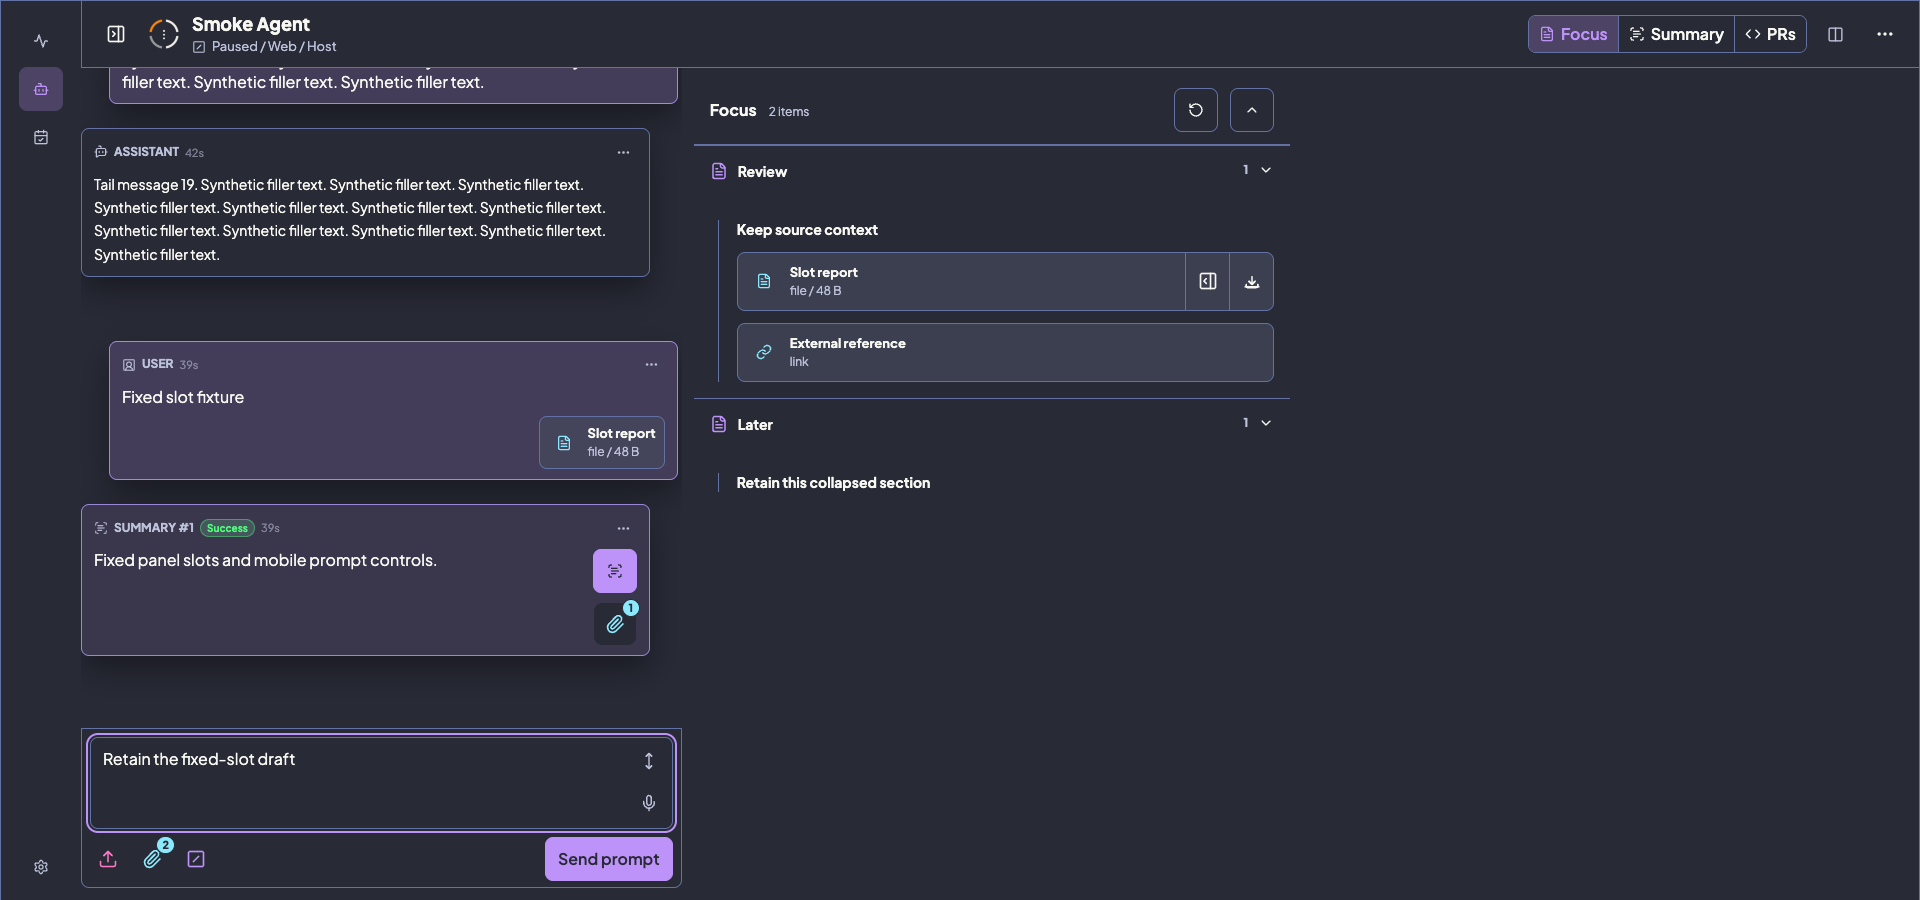 Smoke Agent
Paused / Web / Host
Focus
Summary
PRs
filler text. Synthetic filler text. Synthetic filler text.
ASSISTANT 42s
Tail message 19. Synthetic filler text. Synthetic filler text. Synthetic filler text.
Synthetic filler text. Synthetic filler text. Synthetic filler text. Synthetic filler text.
Synthetic filler text. Synthetic filler text. Synthetic filler text. Synthetic filler text.
Synthetic filler text.
USER 39s
Fixed slot fixture
Slot report
file / 48 B
SUMMARY #1 Success 39s
Fixed panel slots and mobile prompt controls.
1
Retain the fixed-slot draft
2
Send prompt
Focus 2 items
Review 1
Keep source context
Slot report
file / 48 B
External reference
link
Later 1
Retain this collapsed section